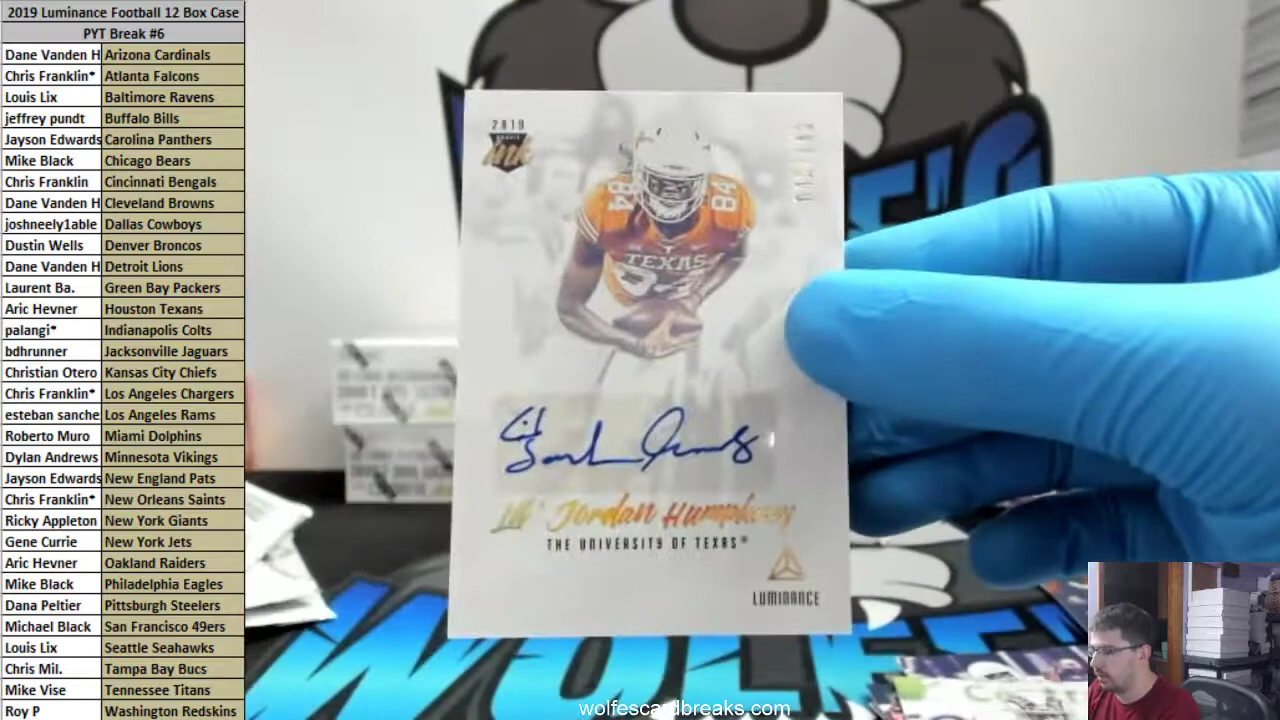 2019 Luminance Football 12 Box Case
PYT Break #6
Dane Vanden H Arizona Cardinals
Chris Franklin* Atlanta Falcons
Louis Lix Baltimore Ravens
jeffrey pundt Buffalo Bills
Jayson Edwards Carolina Panthers
Mike Black Chicago Bears
Chris Franklin Cincinnati Bengals
Dane Vanden H Cleveland Browns
joshneely1able Dallas Cowboys
Dustin Wells Denver Broncos
Dane Vanden H Detroit Lions
Laurent Ba. Green Bay Packers
Aric Hevner Houston Texans
palangi* Indianapolis Colts
bdhrunner Jacksonville Jaguars
Christian Otero Kansas City Chiefs
Chris Franklin* Los Angeles Chargers
esteban sanche Los Angeles Rams
Roberto Muro Miami Dolphins
Dylan Andrews Minnesota Vikings
Jayson Edwards New England Pats
Chris Franklin* New Orleans Saints
Ricky Appleton New York Giants
Gene Currie New York Jets
Aric Hevner Oakland Raiders
Mike Black Philadelphia Eagles
Dana Peltier Pittsburgh Steelers
Michael Black San Francisco 49ers
Louis Lix Seattle Seahawks
Chris Mil. Tampa Bay Bucs
Mike Vise Tennessee Titans
Roy P Washington Redskins
2019
ink
84 84
TEXAS
84
Lil' Jordan Humphrey
THE UNIVERSITY OF TEXAS®
LUMINANCE
wolfescardbreaks.com